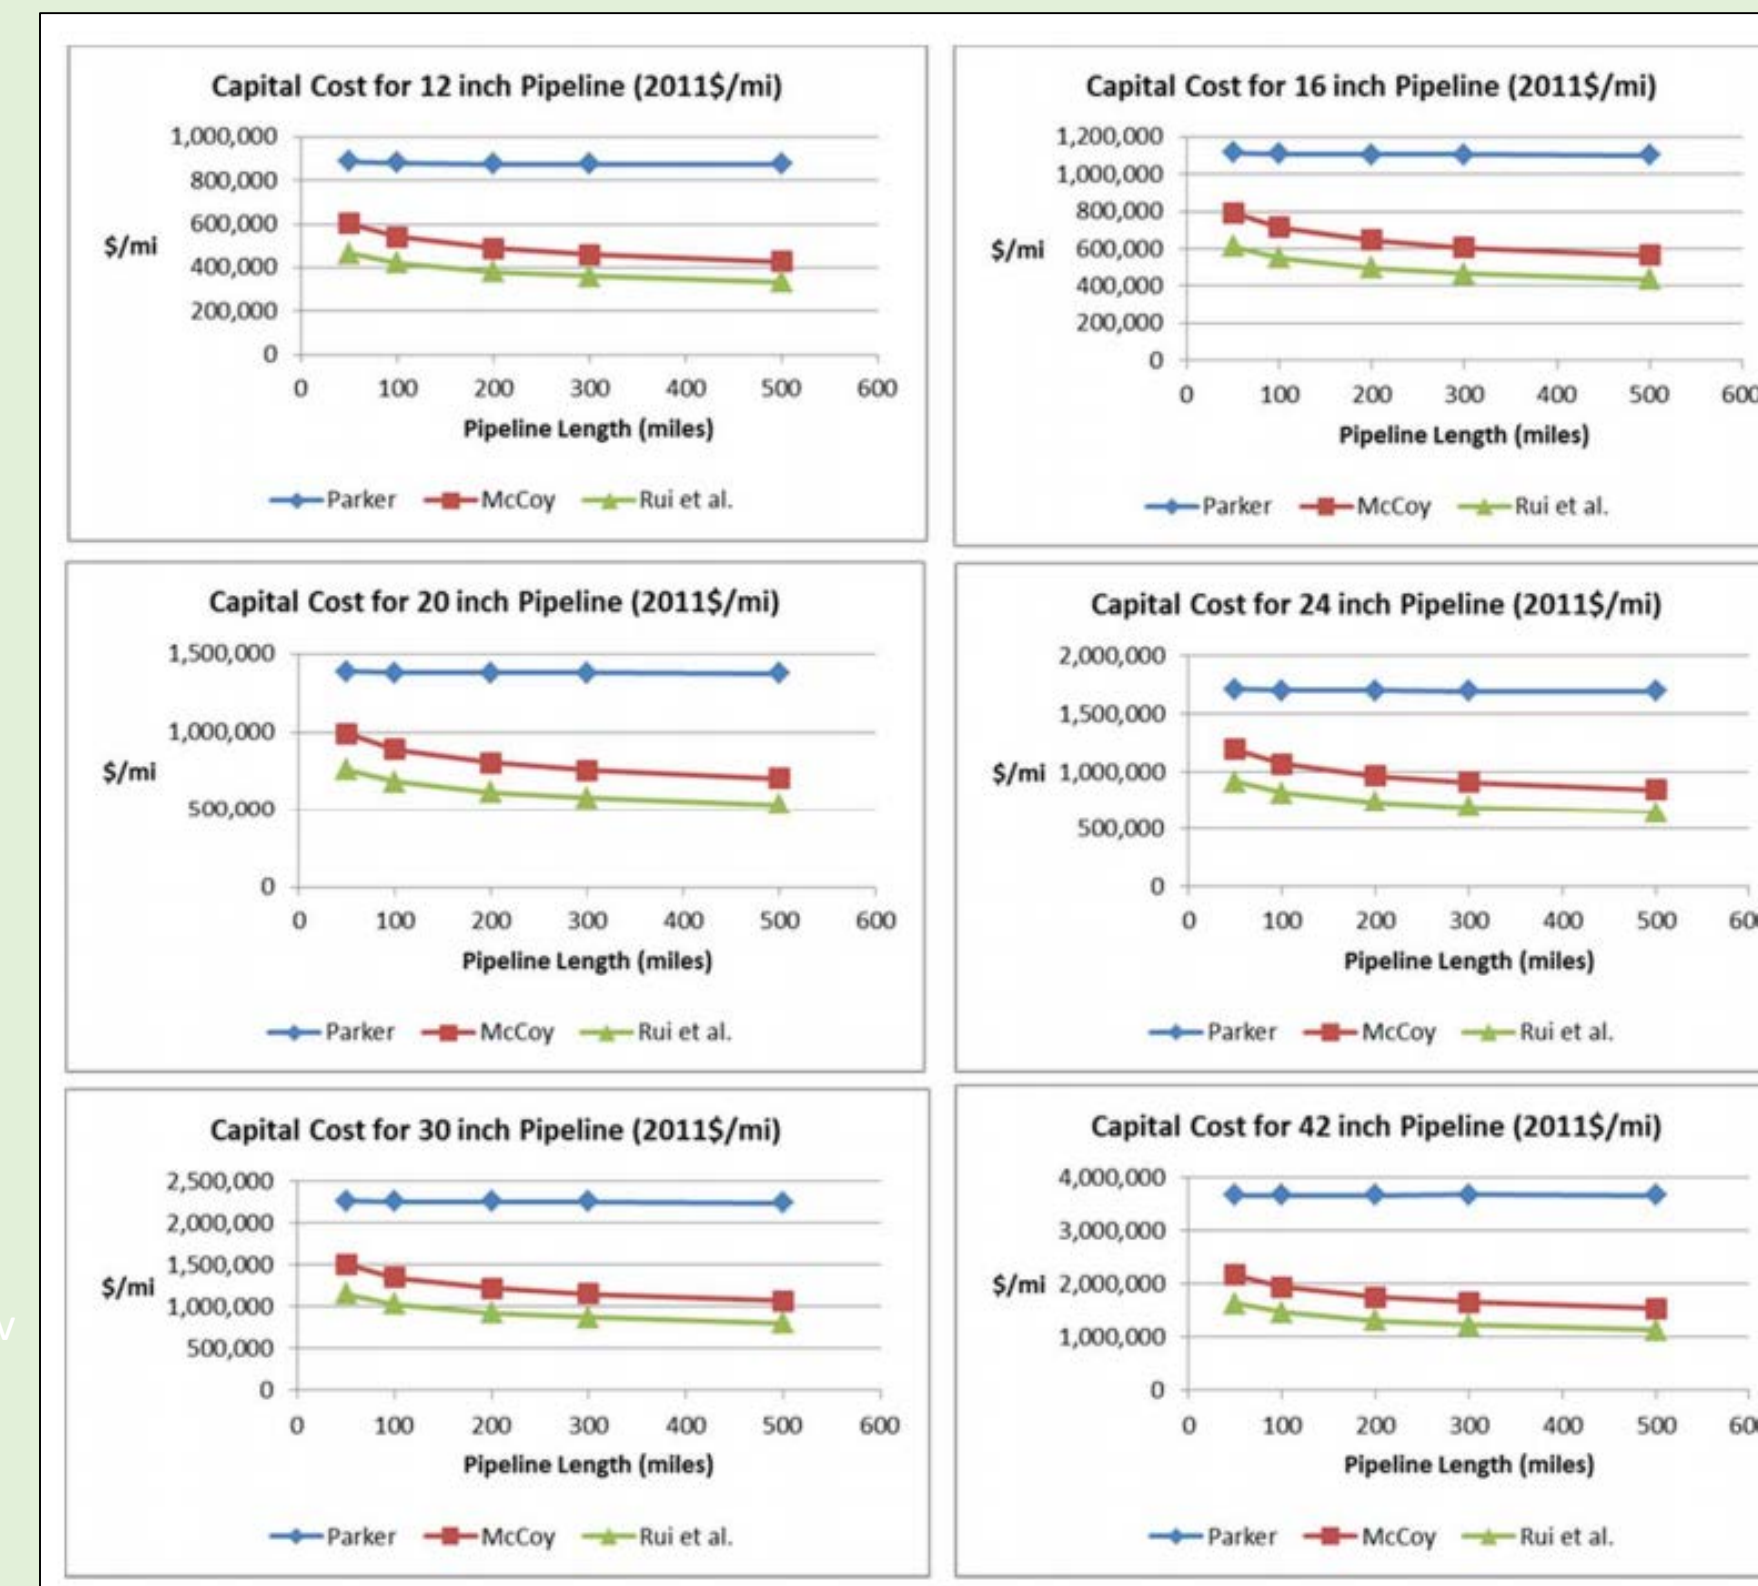 Capital Cost for 12 inch Pipeline (2011$/mi)
1,000,000
800,000
600,000
$/mi
400,000
200,000
0
0 100 200 300 400 500 600
Pipeline Length (miles)
Parker McCoy Rui et al.
Capital Cost for 16 inch Pipeline (2011$/mi)
1,200,000
1,000,000
800,000
$/mi 600,000
400,000
200,000
0
0 100 200 300 400 500 600
Pipeline Length (miles)
Parker McCoy Rui et al.
Capital Cost for 20 inch Pipeline (2011$/mi)
1,500,000
1,000,000
$/mi
500,000
0
0 100 200 300 400 500 600
Pipeline Length (miles)
Parker McCoy Rui et al.
Capital Cost for 24 inch Pipeline (2011$/mi)
2,000,000
1,500,000
$/mi 1,000,000
500,000
0
0 100 200 300 400 500
Pipeline Length (miles)
Parker McCoy Rui et al.
Capital Cost for 30 inch Pipeline (2011$/mi)
2,500,000
2,000,000
1,500,000
$/mi
1,000,000
500,000
0
0 100 200 300 400 500 600
Pipeline Length (miles)
Parker McCoy Rui et al.
Capital Cost for 42 inch Pipeline (2011$/mi)
4,000,000
3,000,000
$/mi 2,000,000
1,000,000
0
0 100 200 300 400 500
Pipeline Length (miles)
Parker McCoy Rui et al.